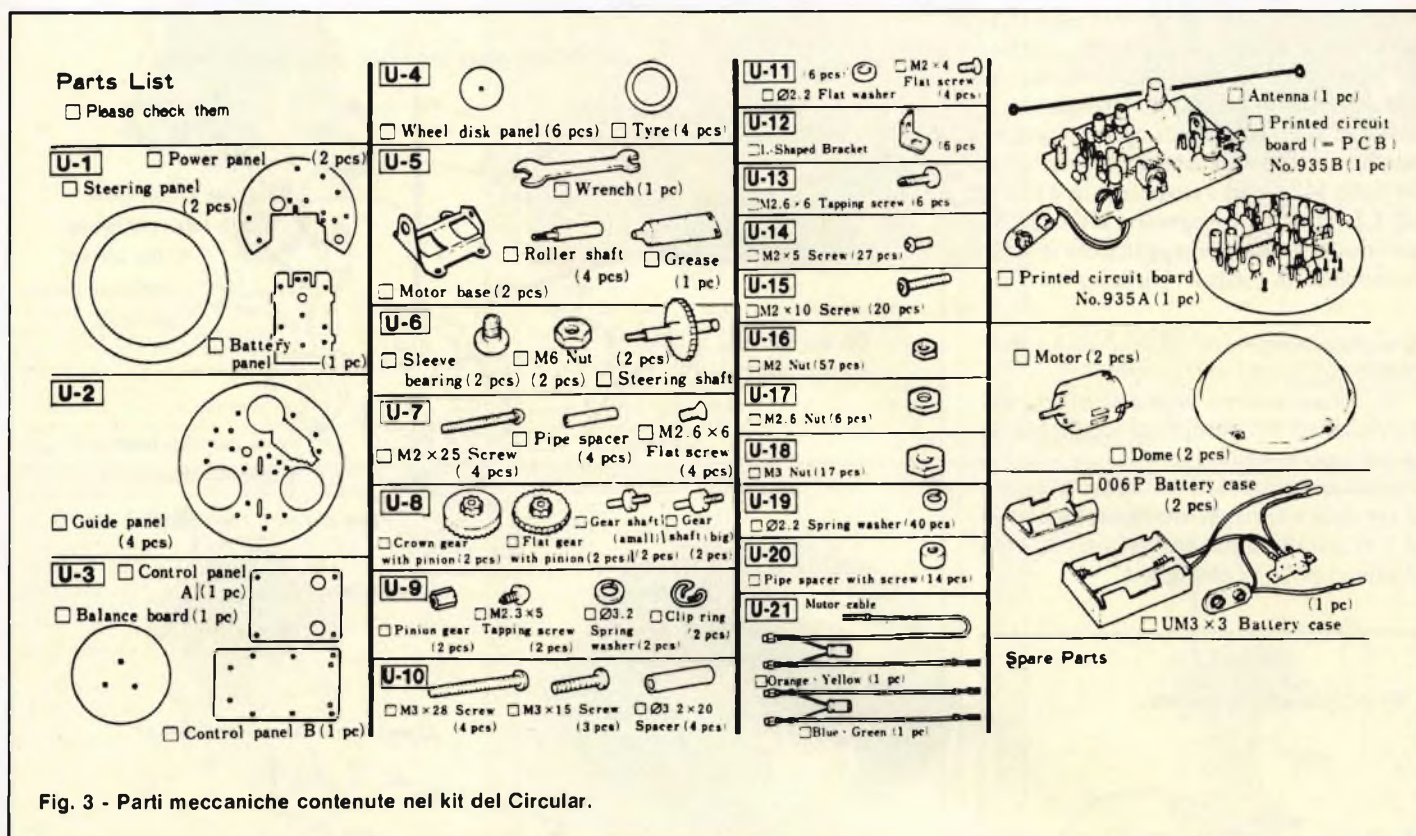 Parts List
□ Please check them
U-1
□ Power panel (2 pcs)
□ Steering panel
(2 pcs)
□ Battery
panel (1 pc)
U-2
□ Guide panel
(4 pcs)
U-3
□ Control panel
A (1 pc)
□ Balance board (1 pc)
□ Control panel B (1 pc)
U-4
□ Wheel disk panel (6 pcs) □ Tyre (4 pcs)
U-5
□ Wrench (1 pc)
□ Roller shaft
(4 pcs)
□ Grease
(1 pc)
□ Motor base (2 pcs)
U-6
□ Sleeve
bearing (2 pcs)
□ M6 Nut
(2 pcs)
(2 pcs)
□ Steering shaft
U-7
□ M2 × 25 Screw
(4 pcs)
□ Pipe spacer
(4 pcs)
□ M2.6 × 6
Flat screw
(4 pcs)
U-8
□ Crown gear
with pinion (2 pcs)
□ Flat gear
with pinion (2 pcs)
□ Gear shaft
(amall) (2 pcs)
□ Gear
shaft (big)
(2 pcs)
U-9
□ Pinion gear
(2 pcs)
□ M2.3 × 5
Tapping screw
(2 pcs)
□ Ø3.2
Spring
washer (2 pcs)
□ Clip ring
(2 pcs)
U-10
□ M3 × 28 Screw
(4 pcs)
□ M3 × 15 Screw
(3 pcs)
□ Ø3 2 × 20
Spacer (4 pcs)
U-11
(6 pcs)
□ Ø2.2 Flat washer
□ M2 × 4
Flat screw
(4 pcs)
U-12
□ L-Shaped Bracket
(6 pcs
U-13
□ M2.6 × 6 Tapping screw (6 pcs
U-14
□ M2 × 5 Screw (27 pcs)
U-15
□ M2 × 10 Screw (20 pcs)
U-16
□ M2 Nut (57 pcs)
U-17
□ M2.6 Nut (6 pcs)
U-18
□ M3 Nut (17 pcs)
U-19
□ Ø2.2 Spring washer (40 pcs)
U-20
□ Pipe spacer with screw (14 pcs)
U-21
Motor cable
□ Orange · Yellow (1 pc)
□ Blue · Green (1 pc)
□ Antenna (1 pc)
□ Printed circuit
board (= PCB)
No.935B (1 pc)
□ Printed circuit board
No.935A (1 pc)
□ Motor (2 pcs)
□ Dome (2 pcs)
□ 006P Battery case
(2 pcs)
(1 pc)
□ UM3 × 3 Battery case
Spare Parts
Fig. 3 - Parti meccaniche contenute nel kit del Circular.